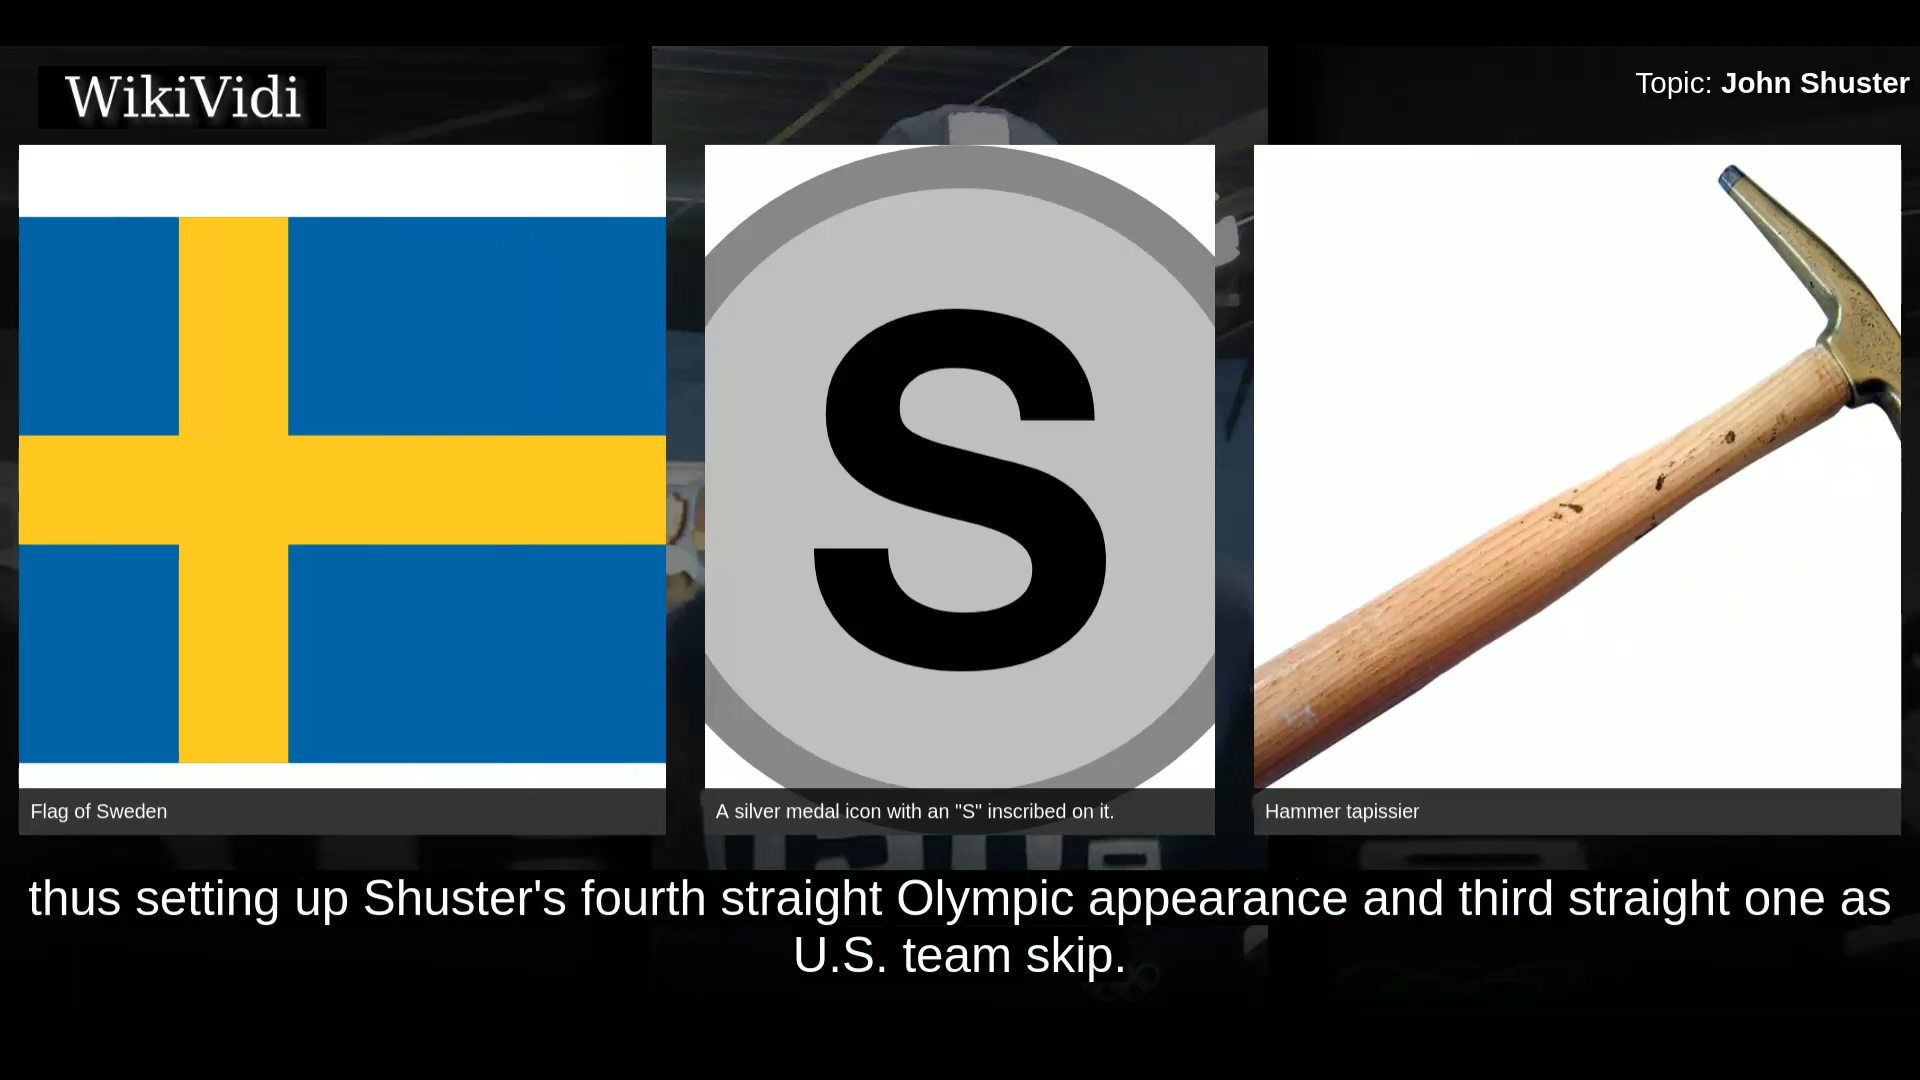 WikiVidi
Topic: John Shuster
S
Flag of Sweden
A silver medal icon with an "S" inscribed on it.
Hammer tapissier
thus setting up Shuster's fourth straight Olympic appearance and third straight one as
U.S. team skip.